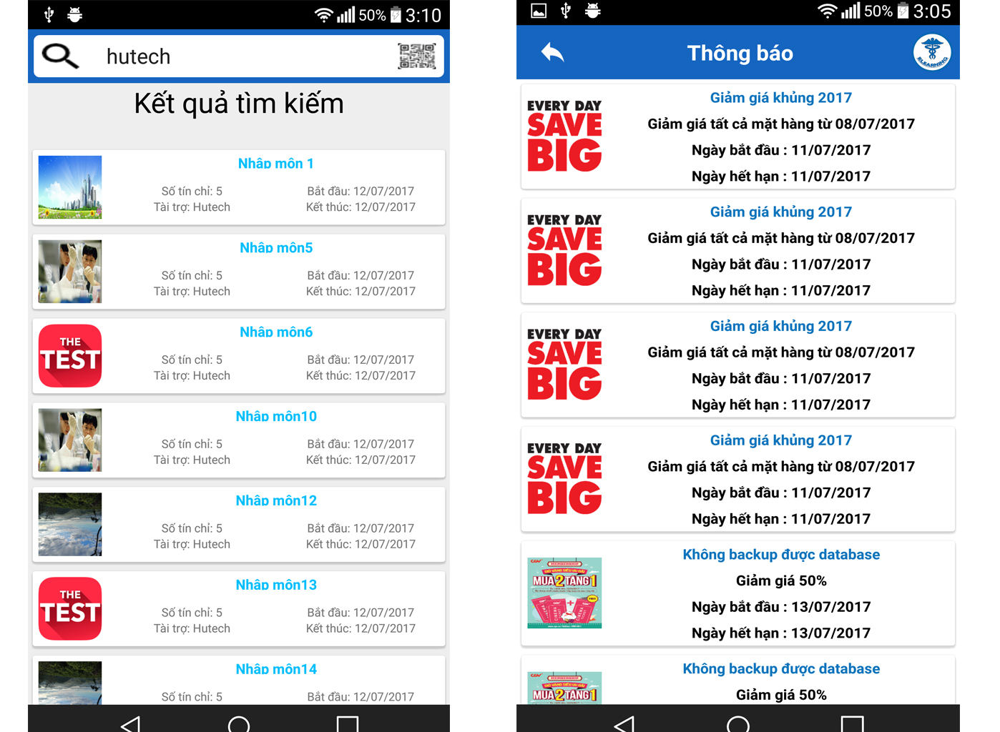 50% 3:10
hutech
Kết quả tìm kiếm
Nhập môn 1
Số tín chỉ: 5 Bắt đầu: 12/07/2017
Tài trợ: Hutech Kết thúc: 12/07/2017
Nhập môn5
Số tín chỉ: 5 Bắt đầu: 12/07/2017
Tài trợ: Hutech Kết thúc: 12/07/2017
THE
TEST
Nhập môn6
Số tín chỉ: 5 Bắt đầu: 12/07/2017
Tài trợ: Hutech Kết thúc: 12/07/2017
Nhập môn10
Số tín chỉ: 5 Bắt đầu: 12/07/2017
Tài trợ: Hutech Kết thúc: 12/07/2017
Nhập môn12
Số tín chỉ: 5 Bắt đầu: 12/07/2017
Tài trợ: Hutech Kết thúc: 12/07/2017
THE
TEST
Nhập môn13
Số tín chỉ: 5 Bắt đầu: 12/07/2017
Tài trợ: Hutech Kết thúc: 12/07/2017
Nhập môn14
Số tín chỉ: 5 Bắt đầu: 12/07/2017
50% 3:05
Thông báo
ELEARNING
EVERY DAY
SAVE
BIG
Giảm giá khủng 2017
Giảm giá tất cả mặt hàng từ 08/07/2017
Ngày bắt đầu : 11/07/2017
Ngày hết hạn : 11/07/2017
EVERY DAY
SAVE
BIG
Giảm giá khủng 2017
Giảm giá tất cả mặt hàng từ 08/07/2017
Ngày bắt đầu : 11/07/2017
Ngày hết hạn : 11/07/2017
EVERY DAY
SAVE
BIG
Giảm giá khủng 2017
Giảm giá tất cả mặt hàng từ 08/07/2017
Ngày bắt đầu : 11/07/2017
Ngày hết hạn : 11/07/2017
EVERY DAY
SAVE
BIG
Giảm giá khủng 2017
Giảm giá tất cả mặt hàng từ 08/07/2017
Ngày bắt đầu : 11/07/2017
Ngày hết hạn : 11/07/2017
CGV
MEMBERSHIP
MUA 2 TẶNG 1
CINEMA TICKET
Không backup được database
Giảm giá 50%
Ngày bắt đầu : 13/07/2017
Ngày hết hạn : 13/07/2017
CGV
MEMBERSHIP
MUA 2 TẶNG 1
Không backup được database
Giảm giá 50%